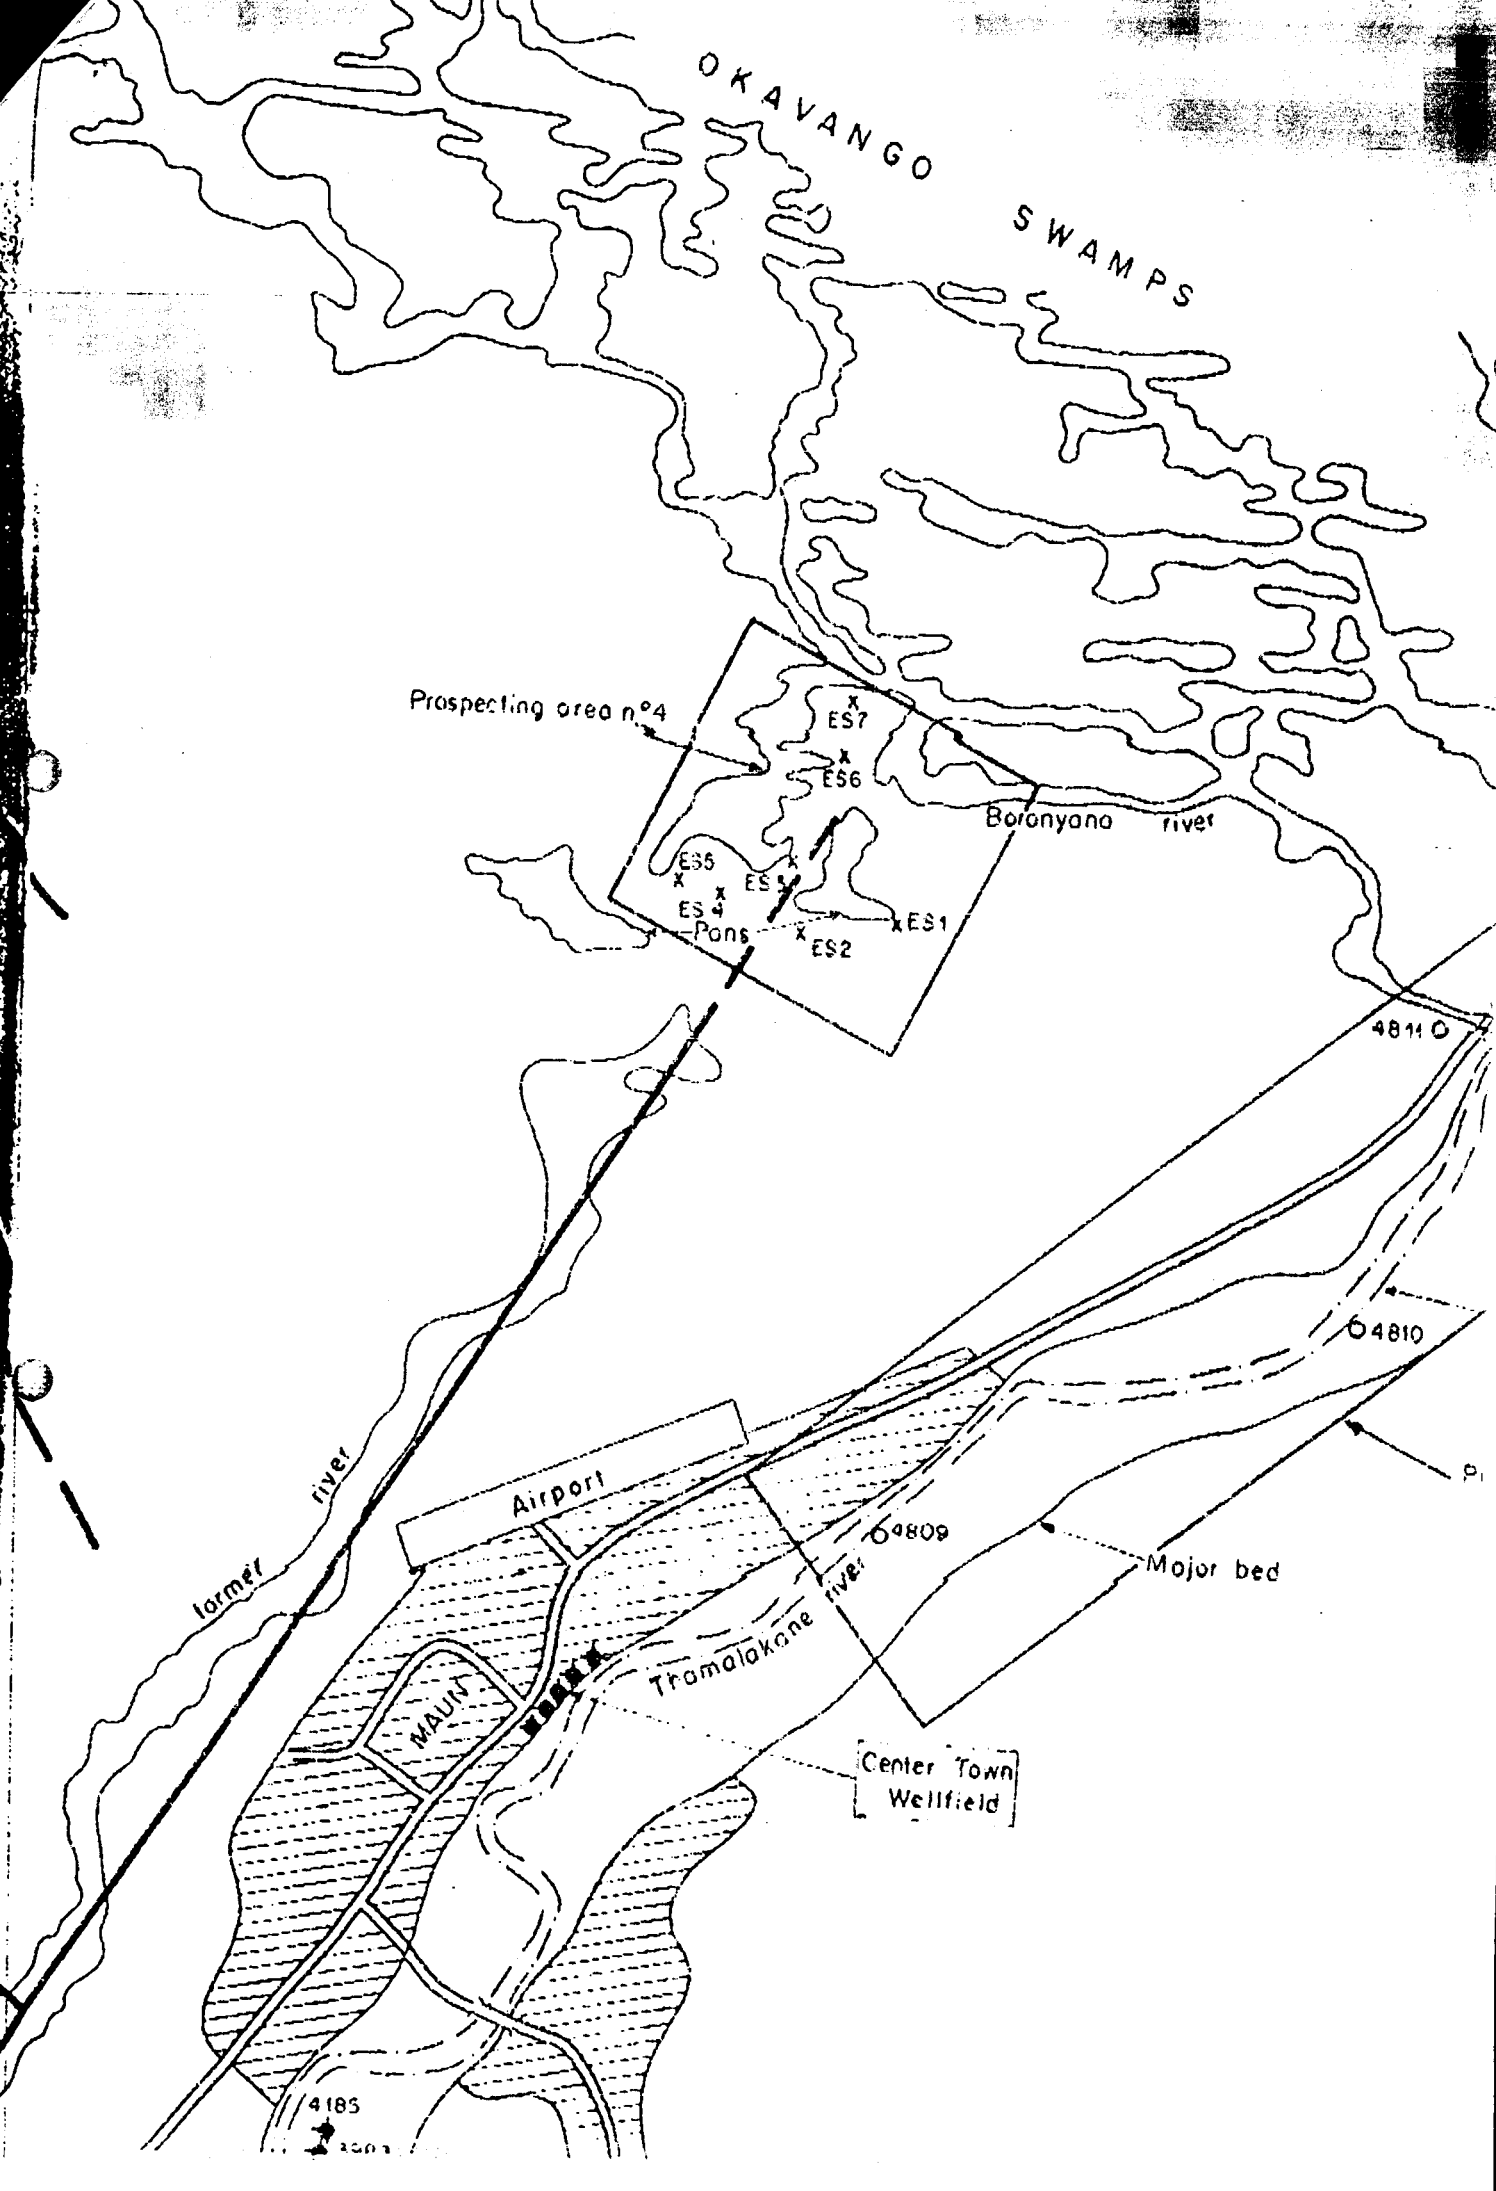 OKAVANGO SWAMPS
Prospecting area n°4
ES7
ES6
Boronyana river
ES5
ES4
Pans
ES2
ES1
4811
4810
river
former
Airport
4809
Major bed
Tramalakane river
MAUN
Center Town
Wellfield
4185